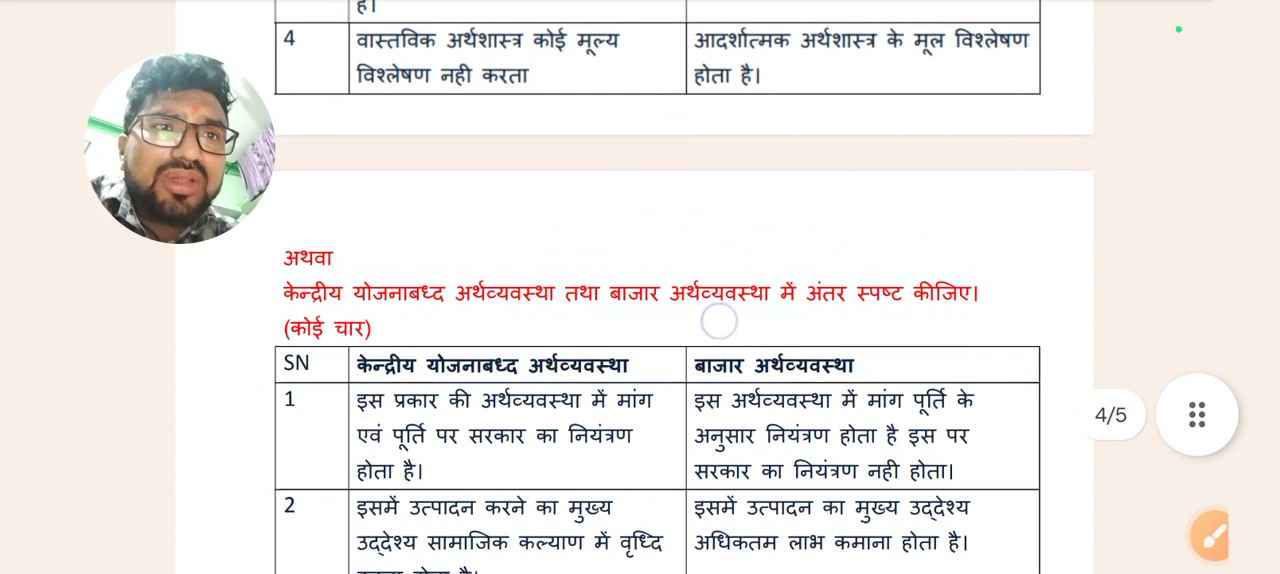 है।
4 वास्तविक अर्थशास्त्र कोई मूल्य आदर्शात्मक अर्थशास्त्र के मूल विश्लेषण
विश्लेषण नही करता होता है।
अथवा
केन्द्रीय योजनाबध्द अर्थव्यवस्था तथा बाजार अर्थव्यवस्था में अंतर स्पष्ट कीजिए।
(कोई चार)
SN केन्द्रीय योजनाबध्द अर्थव्यवस्था बाजार अर्थव्यवस्था
1 इस प्रकार की अर्थव्यवस्था में मांग इस अर्थव्यवस्था में मांग पूर्ति के
एवं पूर्ति पर सरकार का नियंत्रण अनुसार नियंत्रण होता है इस पर
होता है। सरकार का नियंत्रण नही होता।
4/5
2 इसमें उत्पादन करने का मुख्य इसमें उत्पादन का मुख्य उद्देश्य
उद्देश्य सामाजिक कल्याण में वृध्दि अधिकतम लाभ कमाना होता है।